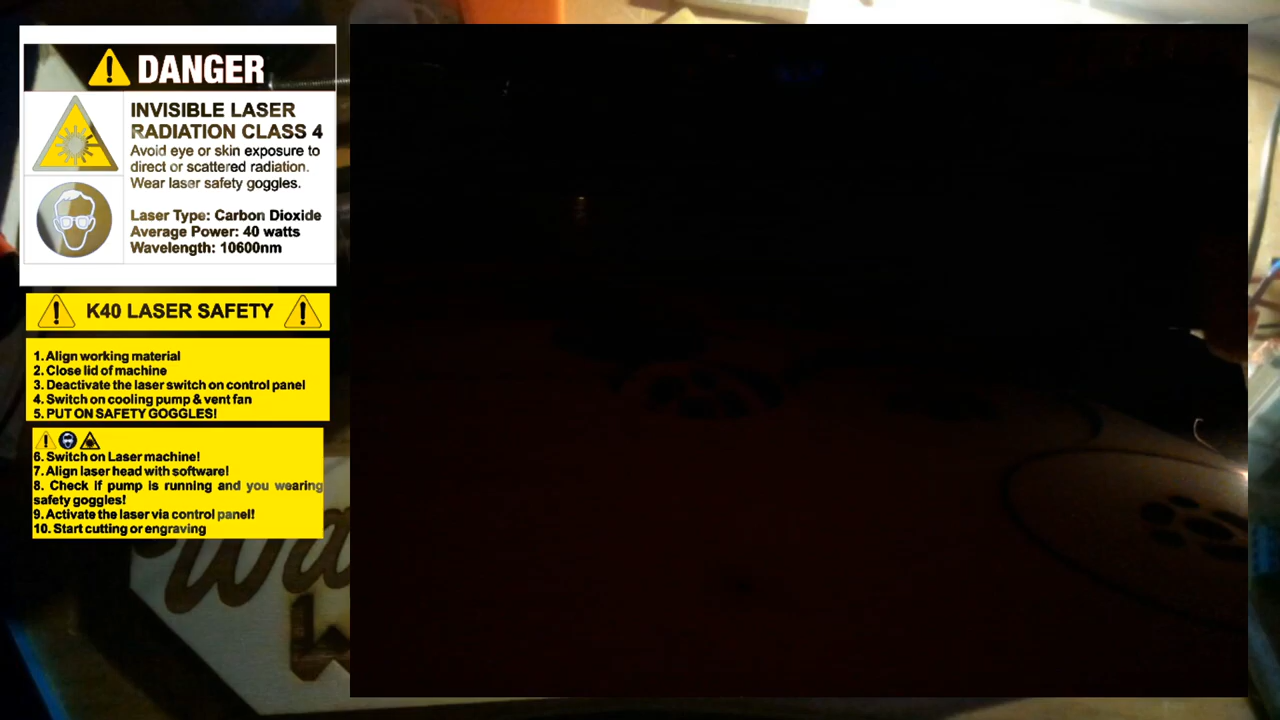 DANGER
INVISIBLE LASER
RADIATION CLASS 4
Avoid eye or skin exposure to
direct or scattered radiation.
Wear laser safety goggles.
Laser Type: Carbon Dioxide
Average Power: 40 watts
Wavelength: 10600nm
K40 LASER SAFETY
1. Align working material
2. Close lid of machine
3. Deactivate the laser switch on control panel
4. Switch on cooling pump & vent fan
5. PUT ON SAFETY GOGGLES!
6. Switch on Laser machine!
7. Align laser head with software!
8. Check if pump is running and you wearing
safety goggles!
9. Activate the laser via control panel!
10. Start cutting or engraving